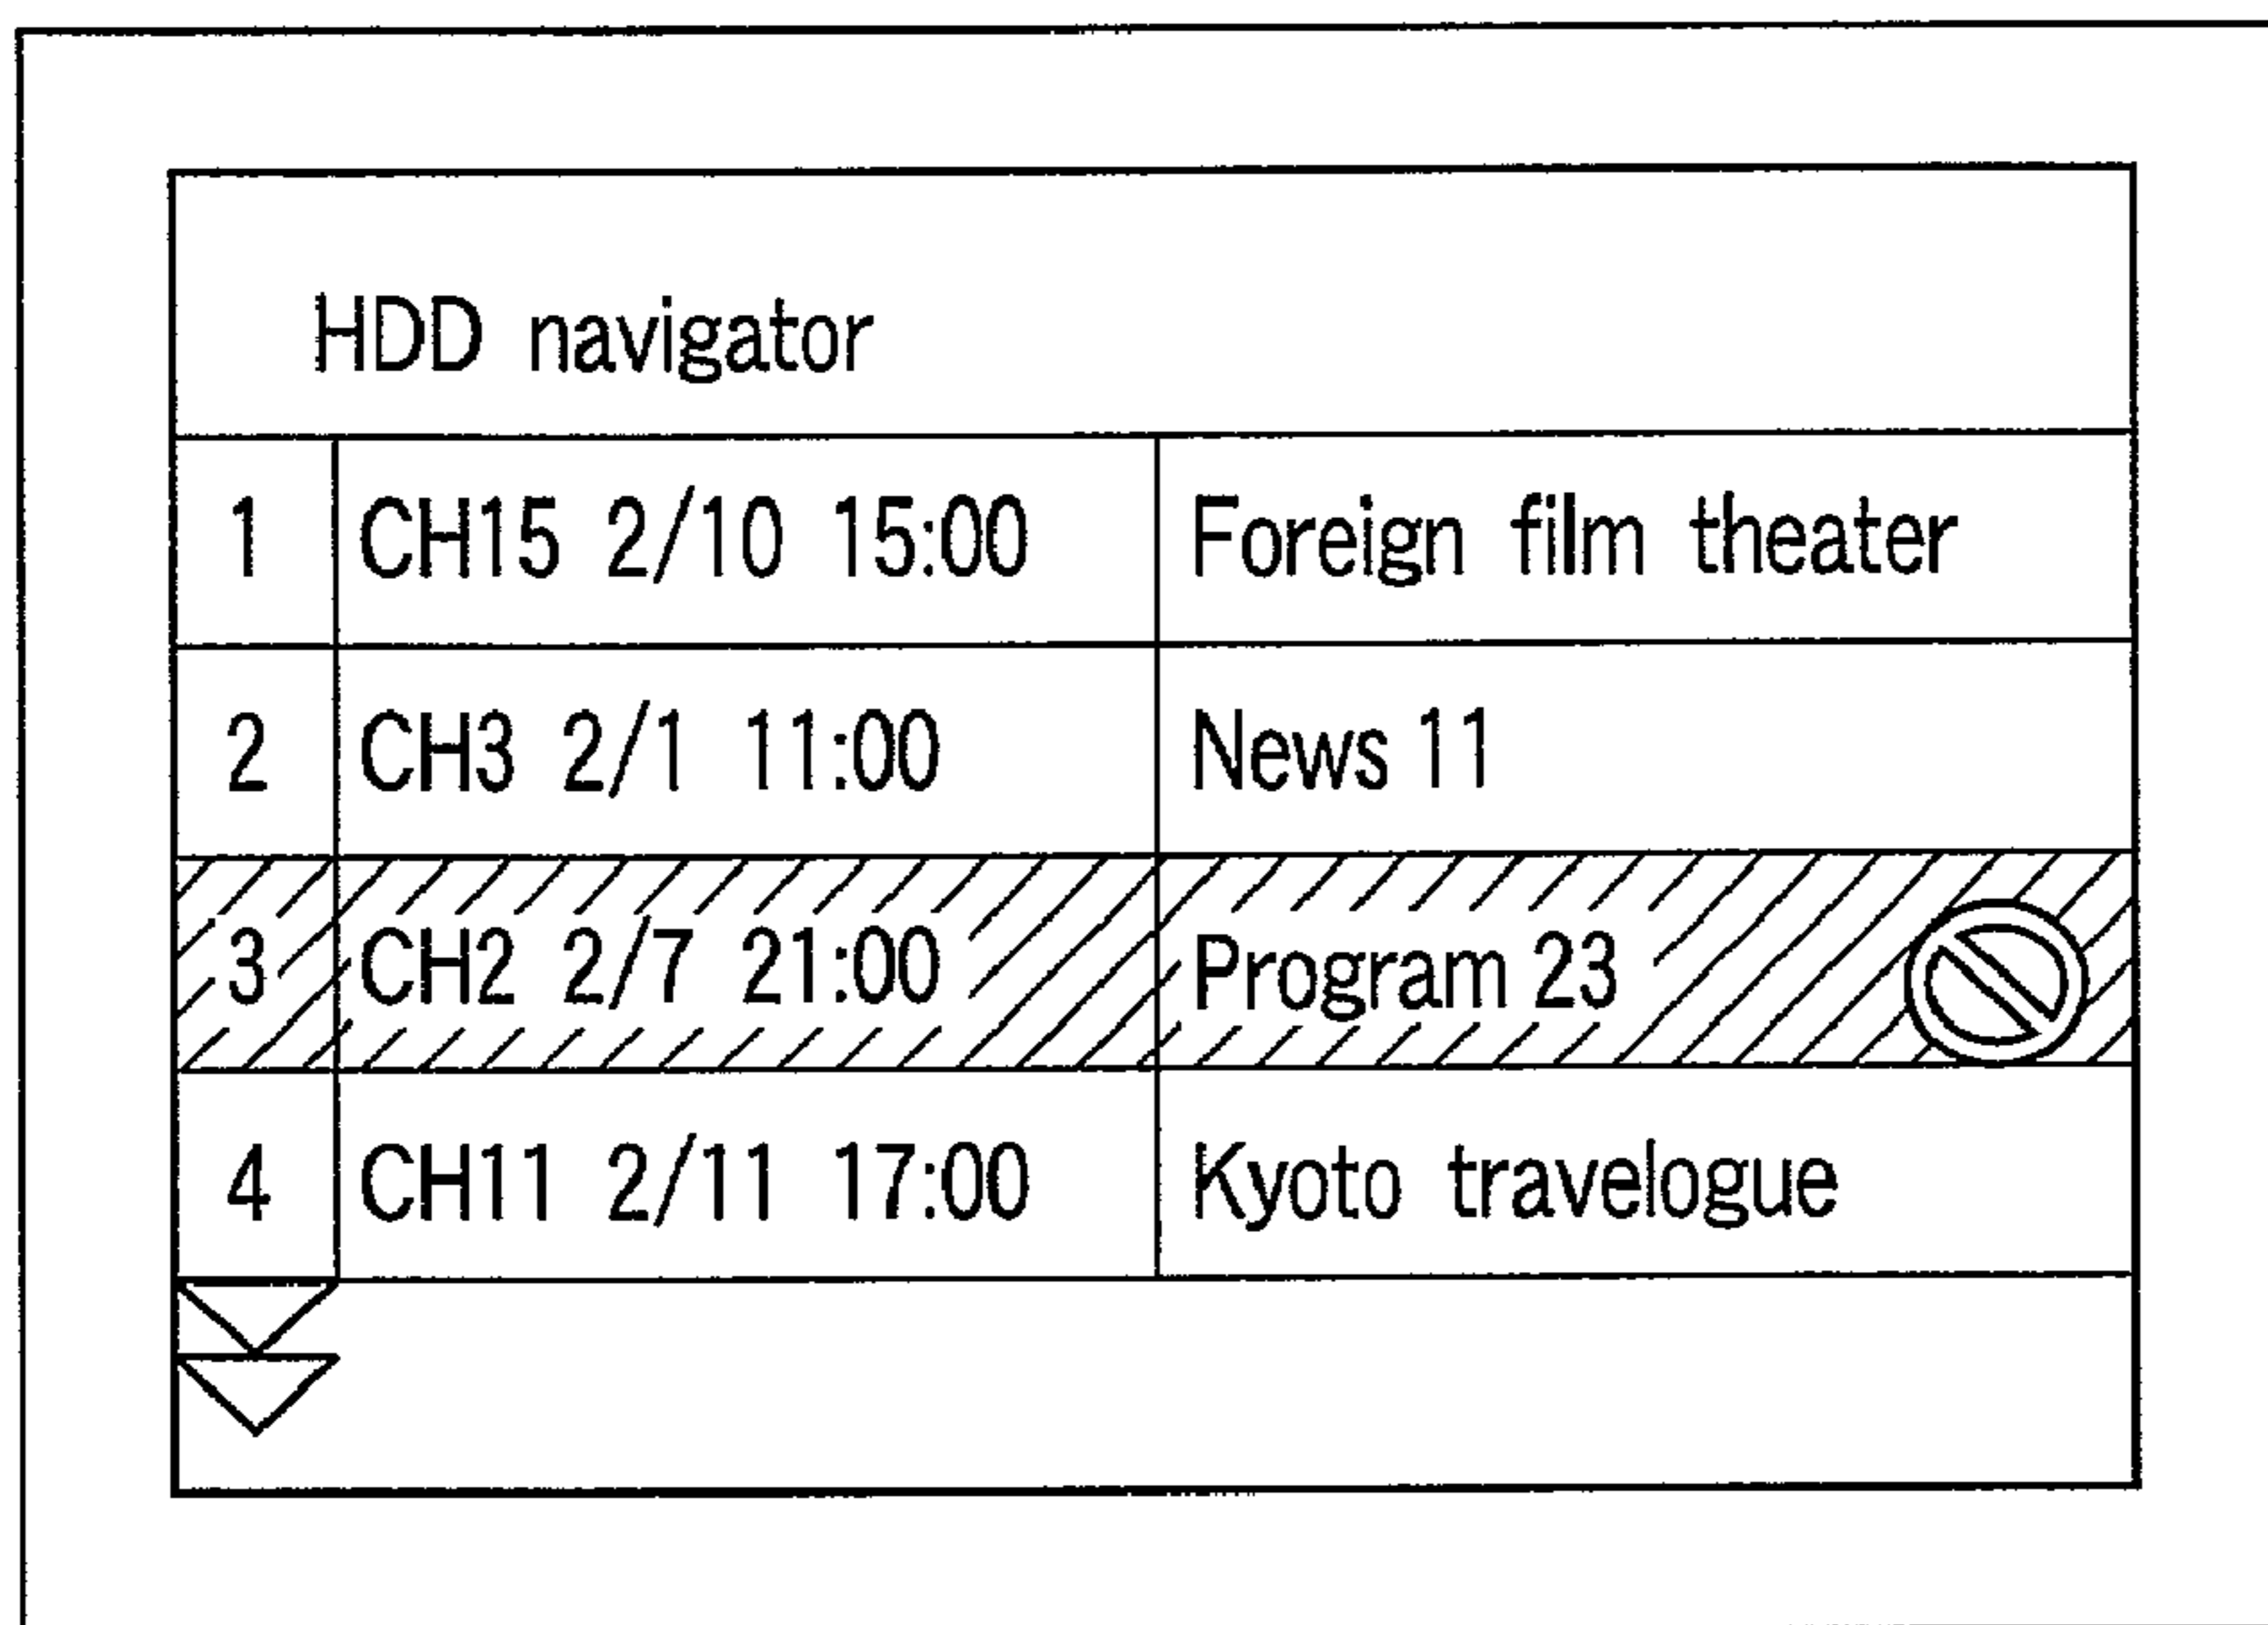 HDD navigator
1 CH15 2/10 15:00 Foreign film theater
2 CH3 2/1 11:00 News 11
3 CH2 2/7 21:00 Program 23
4 CH11 2/11 17:00 Kyoto travelogue